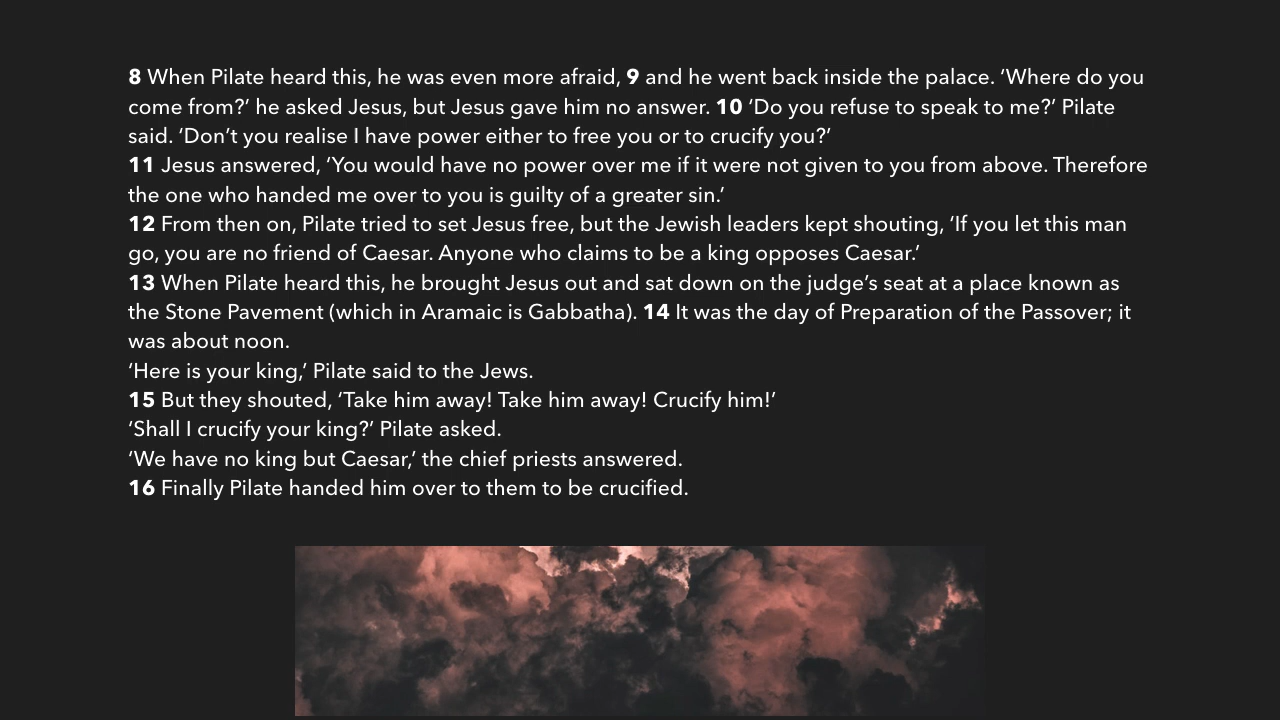 8 When Pilate heard this, he was even more afraid, 9 and he went back inside the palace. ‘Where do you
come from?’ he asked Jesus, but Jesus gave him no answer. 10 ‘Do you refuse to speak to me?’ Pilate
said. ‘Don’t you realise I have power either to free you or to crucify you?’
11 Jesus answered, ‘You would have no power over me if it were not given to you from above. Therefore
the one who handed me over to you is guilty of a greater sin.’
12 From then on, Pilate tried to set Jesus free, but the Jewish leaders kept shouting, ‘If you let this man
go, you are no friend of Caesar. Anyone who claims to be a king opposes Caesar.’
13 When Pilate heard this, he brought Jesus out and sat down on the judge’s seat at a place known as
the Stone Pavement (which in Aramaic is Gabbatha). 14 It was the day of Preparation of the Passover; it
was about noon.
‘Here is your king,’ Pilate said to the Jews.
15 But they shouted, ‘Take him away! Take him away! Crucify him!’
‘Shall I crucify your king?’ Pilate asked.
‘We have no king but Caesar,’ the chief priests answered.
16 Finally Pilate handed him over to them to be crucified.